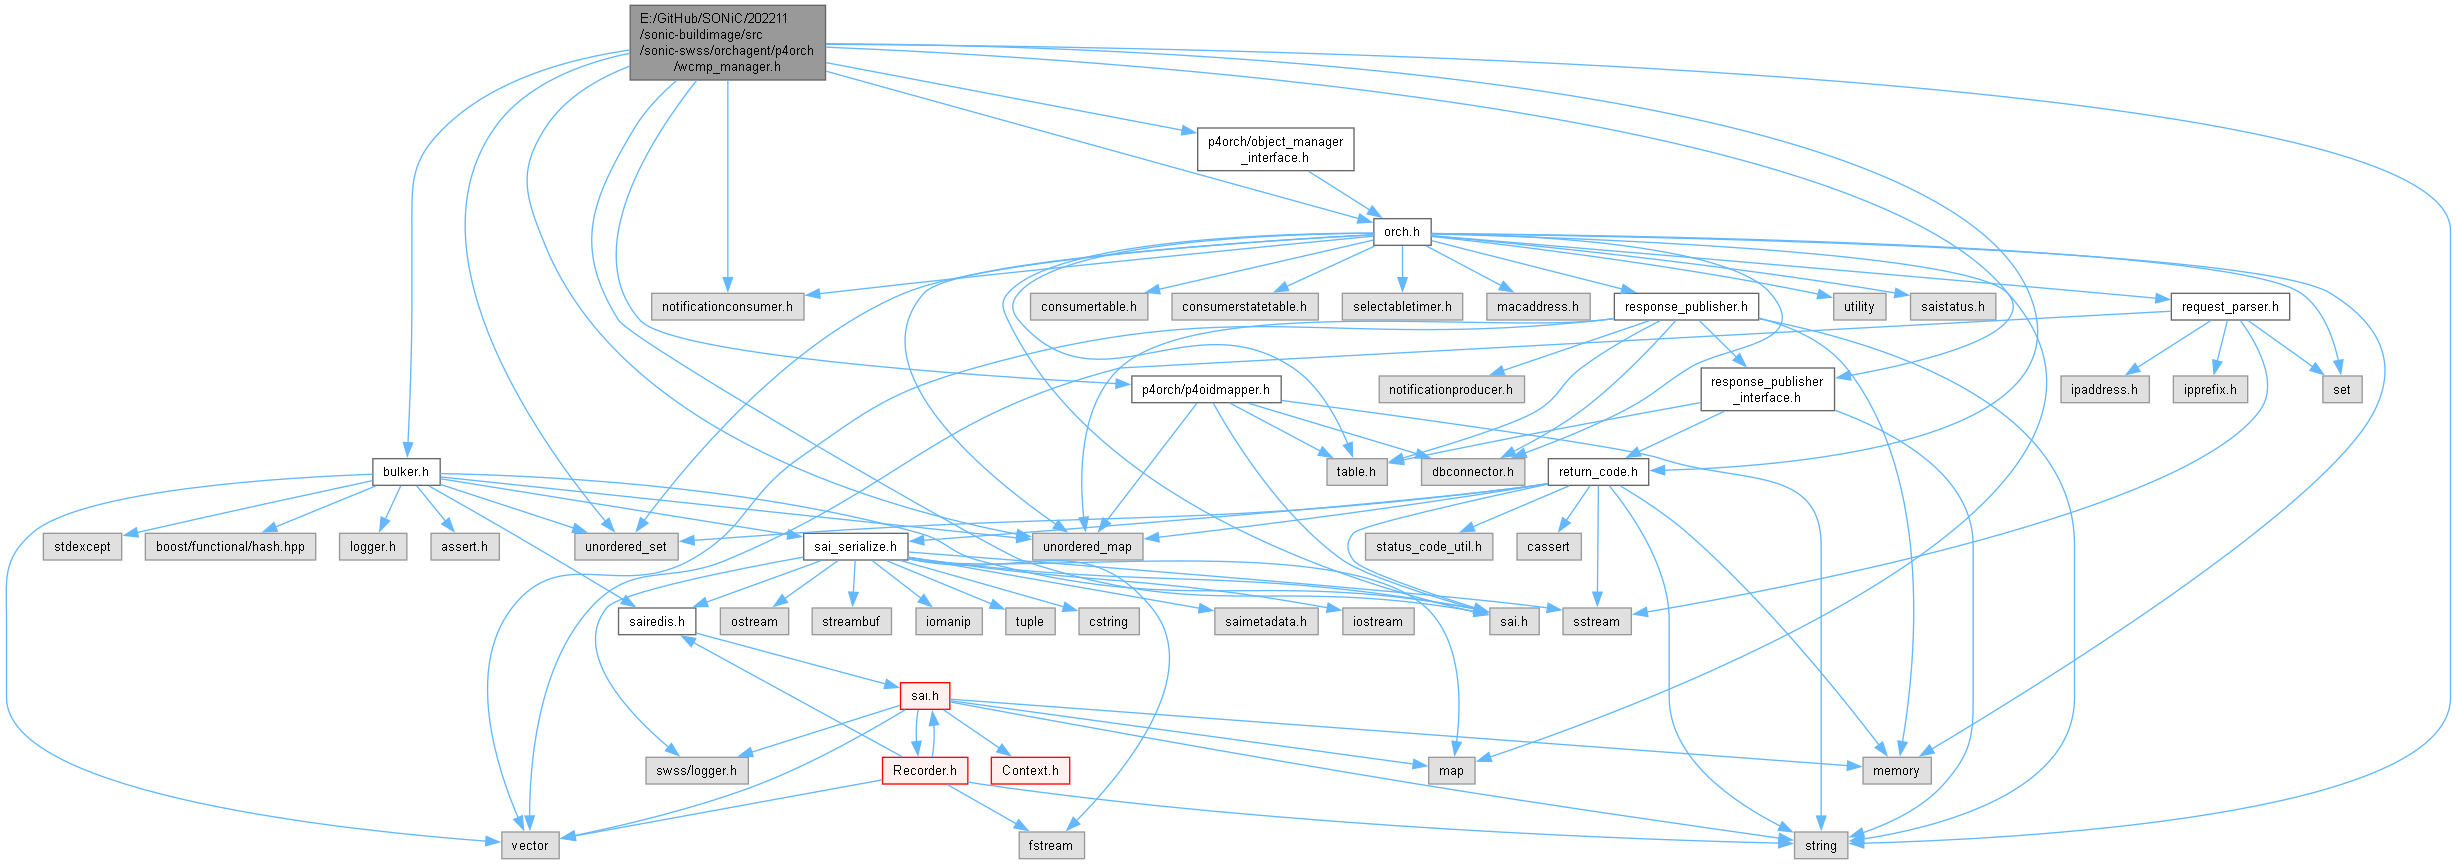 E:/GitHub/SONiC/202211
/sonic-buildimage/src
/sonic-swss/orchagent/p4orch
/wcmp_manager.h
p4orch/object_manager
_interface.h
orch.h
notificationconsumer.h
consumertable.h
consumerstatetable.h
selectabletimer.h
macaddress.h
response_publisher.h
utility
saistatus.h
request_parser.h
p4orch/p4oidmapper.h
notificationproducer.h
response_publisher
_interface.h
ipaddress.h
ipprefix.h
set
bulker.h
table.h
dbconnector.h
return_code.h
stdexcept
boost/functional/hash.hpp
logger.h
assert.h
unordered_set
sai_serialize.h
unordered_map
status_code_util.h
cassert
sairedis.h
ostream
streambuf
iomanip
tuple
cstring
saimetadata.h
iostream
sai.h
sstream
sai.h
swss/logger.h
Recorder.h
Context.h
map
memory
vector
fstream
string